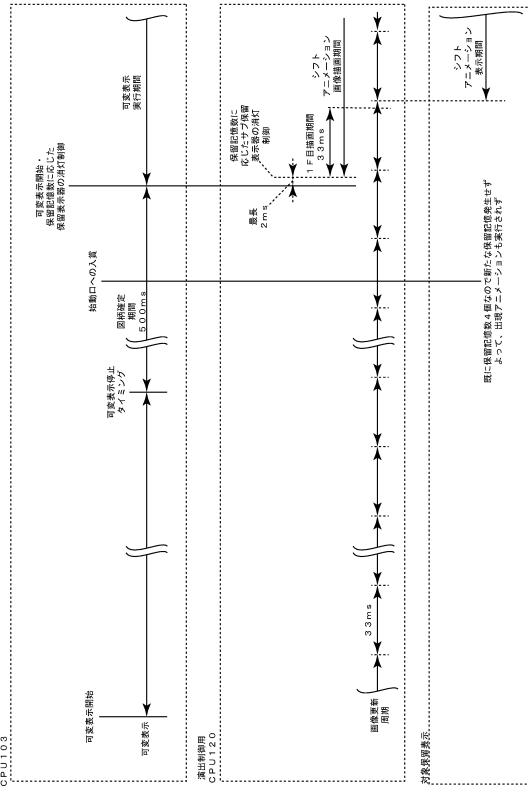 CPU103
可変表示開始
可変表示
可変表示停止
タイミング
図柄確定
期間
500ms
始動口への入賞
可変表示開始・
保留記憶数に応じた
保留表示器の消灯制御
可変表示
実行期間
演出制御用
CPU120
画像更新
周期
33ms
最長
2ms
保留記憶数に
応じたサブ保留
表示器の消灯
制御
1F目描画期間
33ms
シフト
アニメーション
画像描画期間
対象保留表示
既に保留記憶数4個なので新たな保留記憶発生せず
よって、出現アニメーションも実行されず
シフト
アニメーション
表示期間